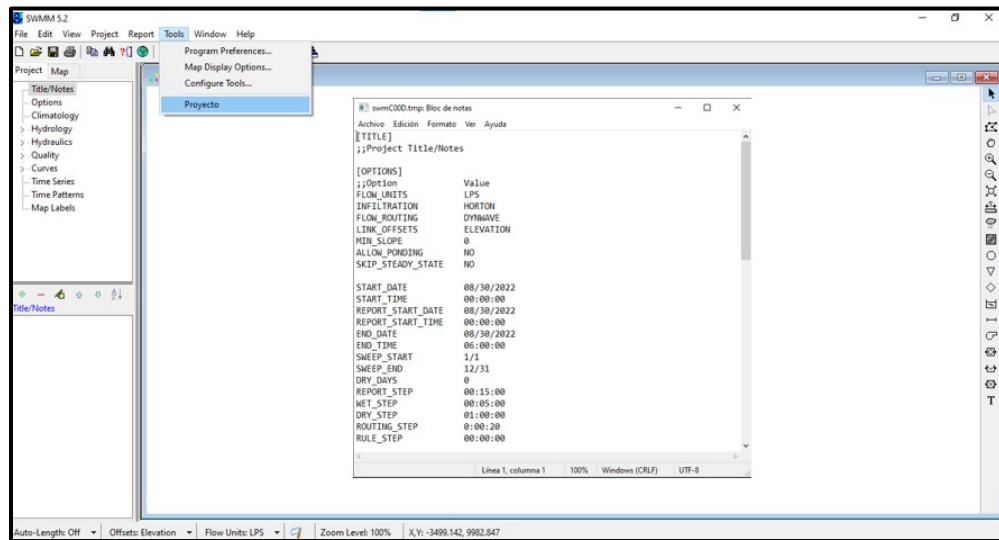 SWMM 5.2
File Edit View Project Report Tools Window Help
Program Preferences...
Map Display Options...
Configure Tools...
Proyecto
Project Map
Title/Notes
Options
Climatology
Hydrology
Hydraulics
Quality
Curves
Time Series
Time Patterns
Map Labels
Title/Notes
swmC00D.tmp: Bloc de notas
Archivo Edición Formato Ver Ayuda
[TITLE]
;;Project Title/Notes
[OPTIONS]
;;Option Value
FLOW_UNITS LPS
INFILTRATION HORTON
FLOW_ROUTING DYNWAVE
LINK_OFFSETS ELEVATION
MIN_SLOPE 0
ALLOW_PONDING NO
SKIP_STEADY_STATE NO
START_DATE 08/30/2022
START_TIME 00:00:00
REPORT_START_DATE 08/30/2022
REPORT_START_TIME 00:00:00
END_DATE 08/30/2022
END_TIME 06:00:00
SWEEP_START 1/1
SWEEP_END 12/31
DRY_DAYS 0
REPORT_STEP 00:15:00
WET_STEP 00:05:00
DRY_STEP 01:00:00
ROUTING_STEP 0:00:20
RULE_STEP 00:00:00
Línea 1, columna 1 100% Windows (CRLF) UTF-8
T
Auto-Length: Off Offsets: Elevation Flow Units: LPS Zoom Level: 100% X,Y: -3499.142, 9982.847